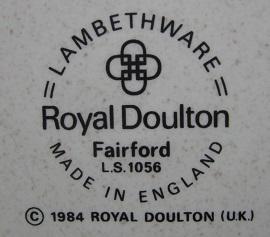 =LAMBETHWARE=
Royal Doulton
Fairford
L.S.1056
MADE IN ENGLAND
© 1984 ROYAL DOULTON (U.K.)